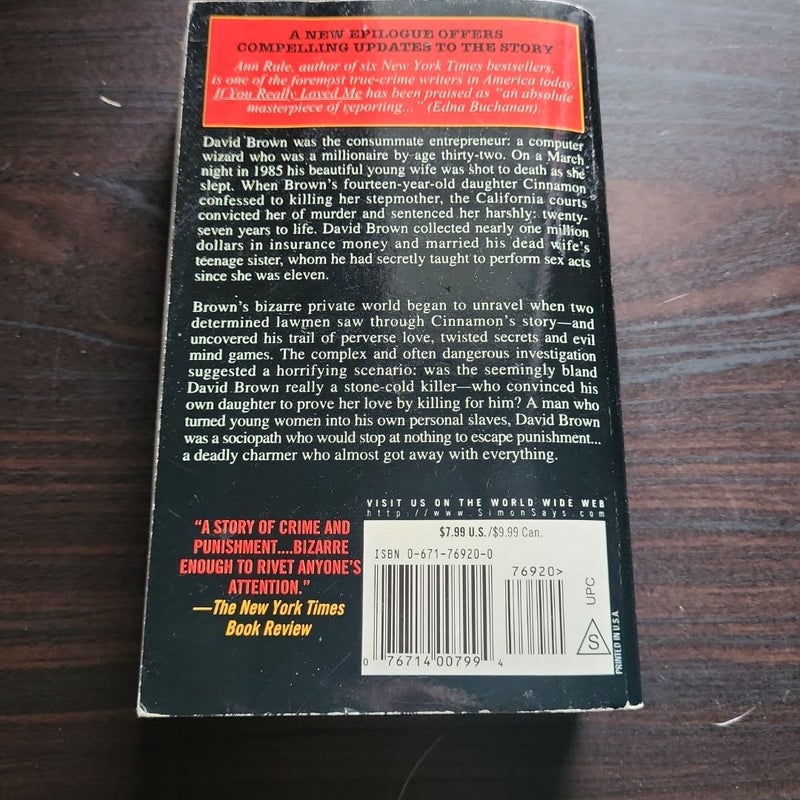 A NEW EPILOGUE OFFERS
COMPELLING UPDATES TO THE STORY
Ann Rule, author of six New York Times bestsellers,
is one of the foremost true-crime writers in America today.
If You Really Loved Me has been praised as "an absolute
masterpiece of reporting..." (Edna Buchanan).
David Brown was the consummate entrepreneur: a computer
wizard who was a millionaire by age thirty-two. On a March
night in 1985 his beautiful young wife was shot to death as she
slept. When Brown's fourteen-year-old daughter Cinnamon
confessed to killing her stepmother, the California courts
convicted her of murder and sentenced her harshly: twenty-
seven years to life. David Brown collected nearly one million
dollars in insurance money and married his dead wife's
teenage sister, whom he had secretly taught to perform sex acts
since she was eleven.
Brown's bizarre private world began to unravel when two
determined lawmen saw through Cinnamon's story—and
uncovered his trail of perverse love, twisted secrets and evil
mind games. The complex and often dangerous investigation
suggested a horrifying scenario: was the seemingly bland
David Brown really a stone-cold killer—who convinced his
own daughter to prove her love by killing for him? A man who
turned young women into his own personal slaves, David Brown
was a sociopath who would stop at nothing to escape punishment...
a deadly charmer who almost got away with everything.
"A STORY OF CRIME AND
PUNISHMENT....BIZARRE
ENOUGH TO RIVET ANYONE'S
ATTENTION."
—The New York Times
Book Review
VISIT US ON THE WORLD WIDE WEB
http://www.SimonSays.com
$7.99 U.S./$9.99 Can.
ISBN 0-671-76920-0
76920>
0 76714 00799 4
UPC
S
PRINTED IN U.S.A.